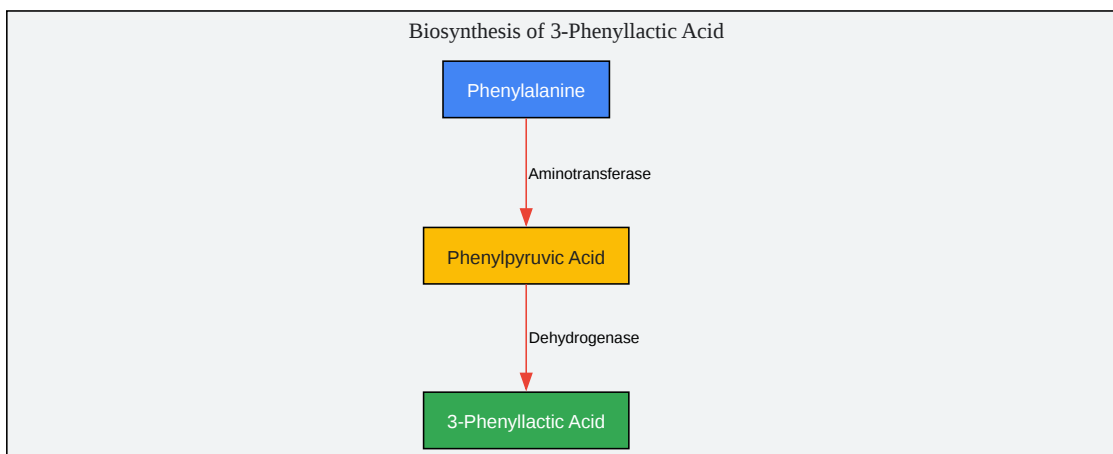 Biosynthesis of 3-Phenyllactic Acid
Phenylalanine
Aminotransferase
Phenylpyruvic Acid
Dehydrogenase
3-Phenyllactic Acid